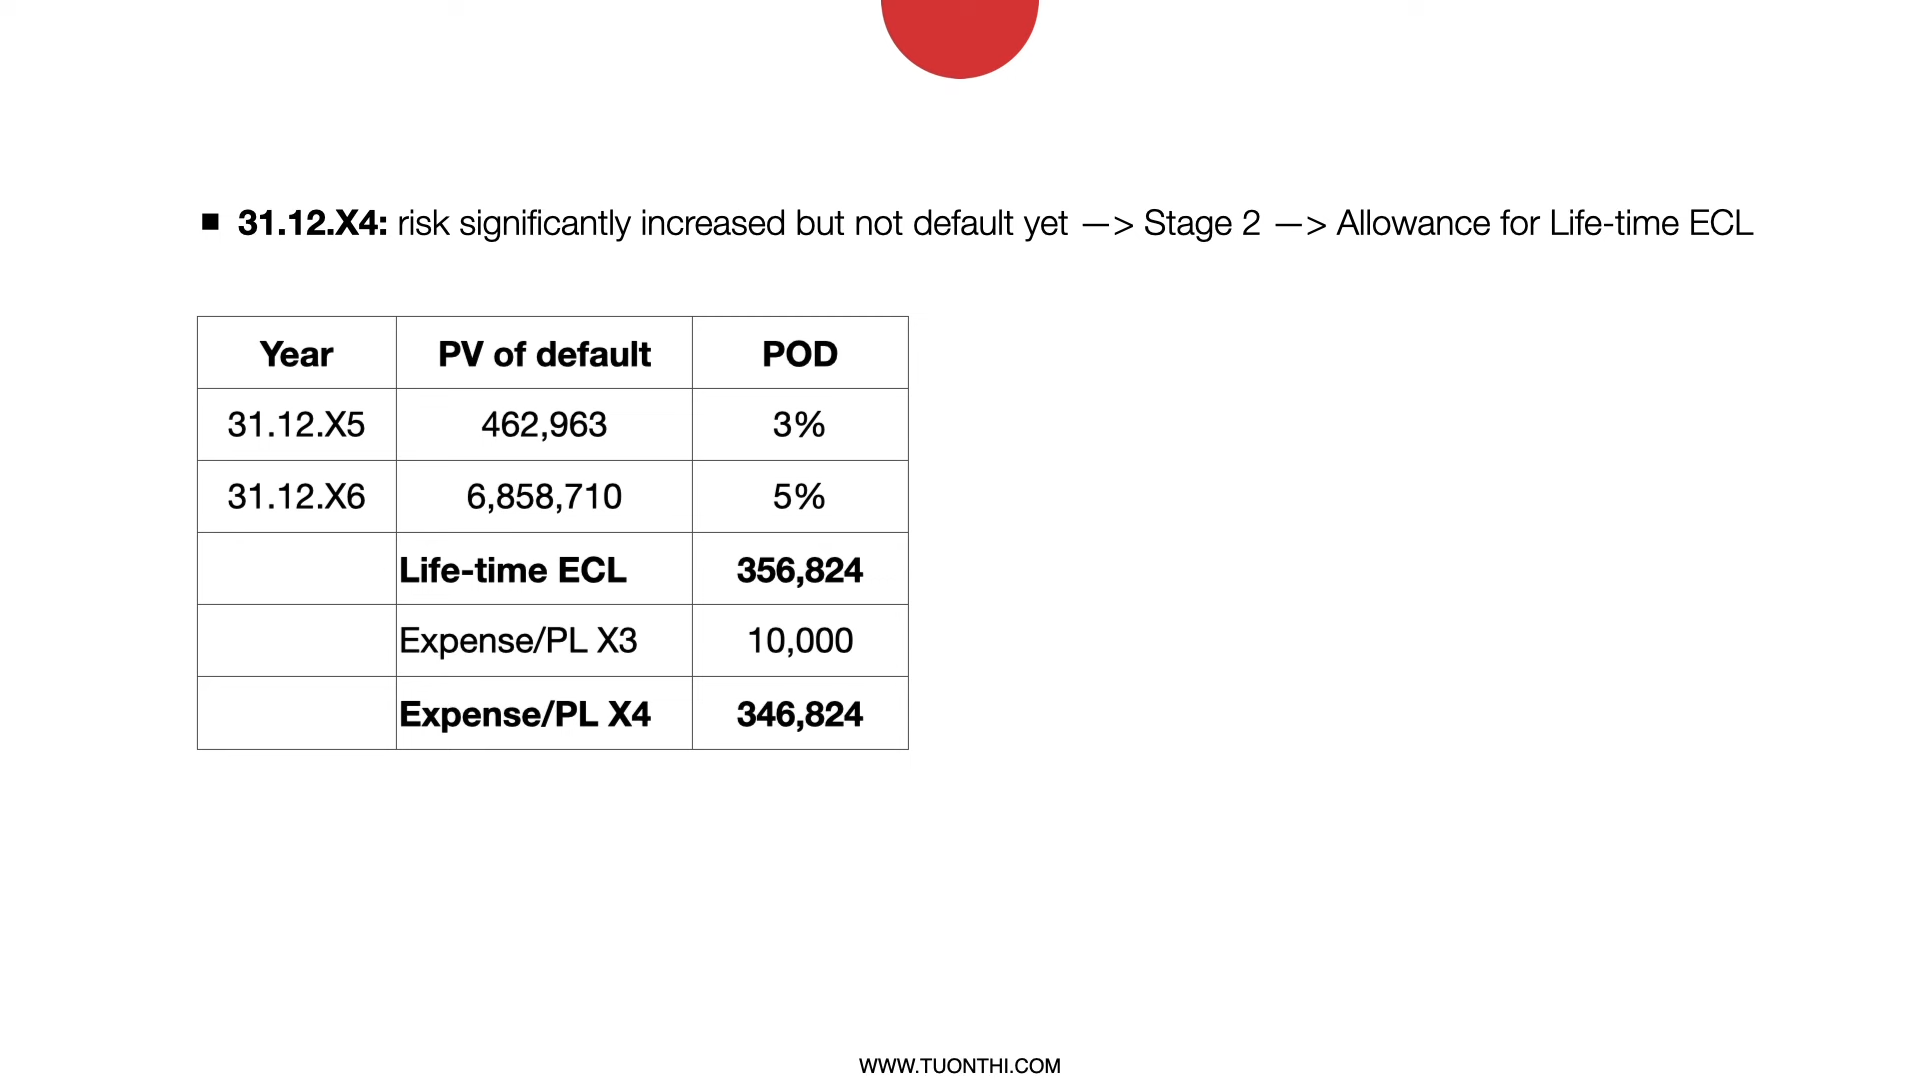 ■ 31.12.X4: risk significantly increased but not default yet —> Stage 2 —> Allowance for Life-time ECL
Year PV of default POD
31.12.X5 462,963 3%
31.12.X6 6,858,710 5%
Life-time ECL 356,824
Expense/PL X3 10,000
Expense/PL X4 346,824
WWW.TUONTHI.COM